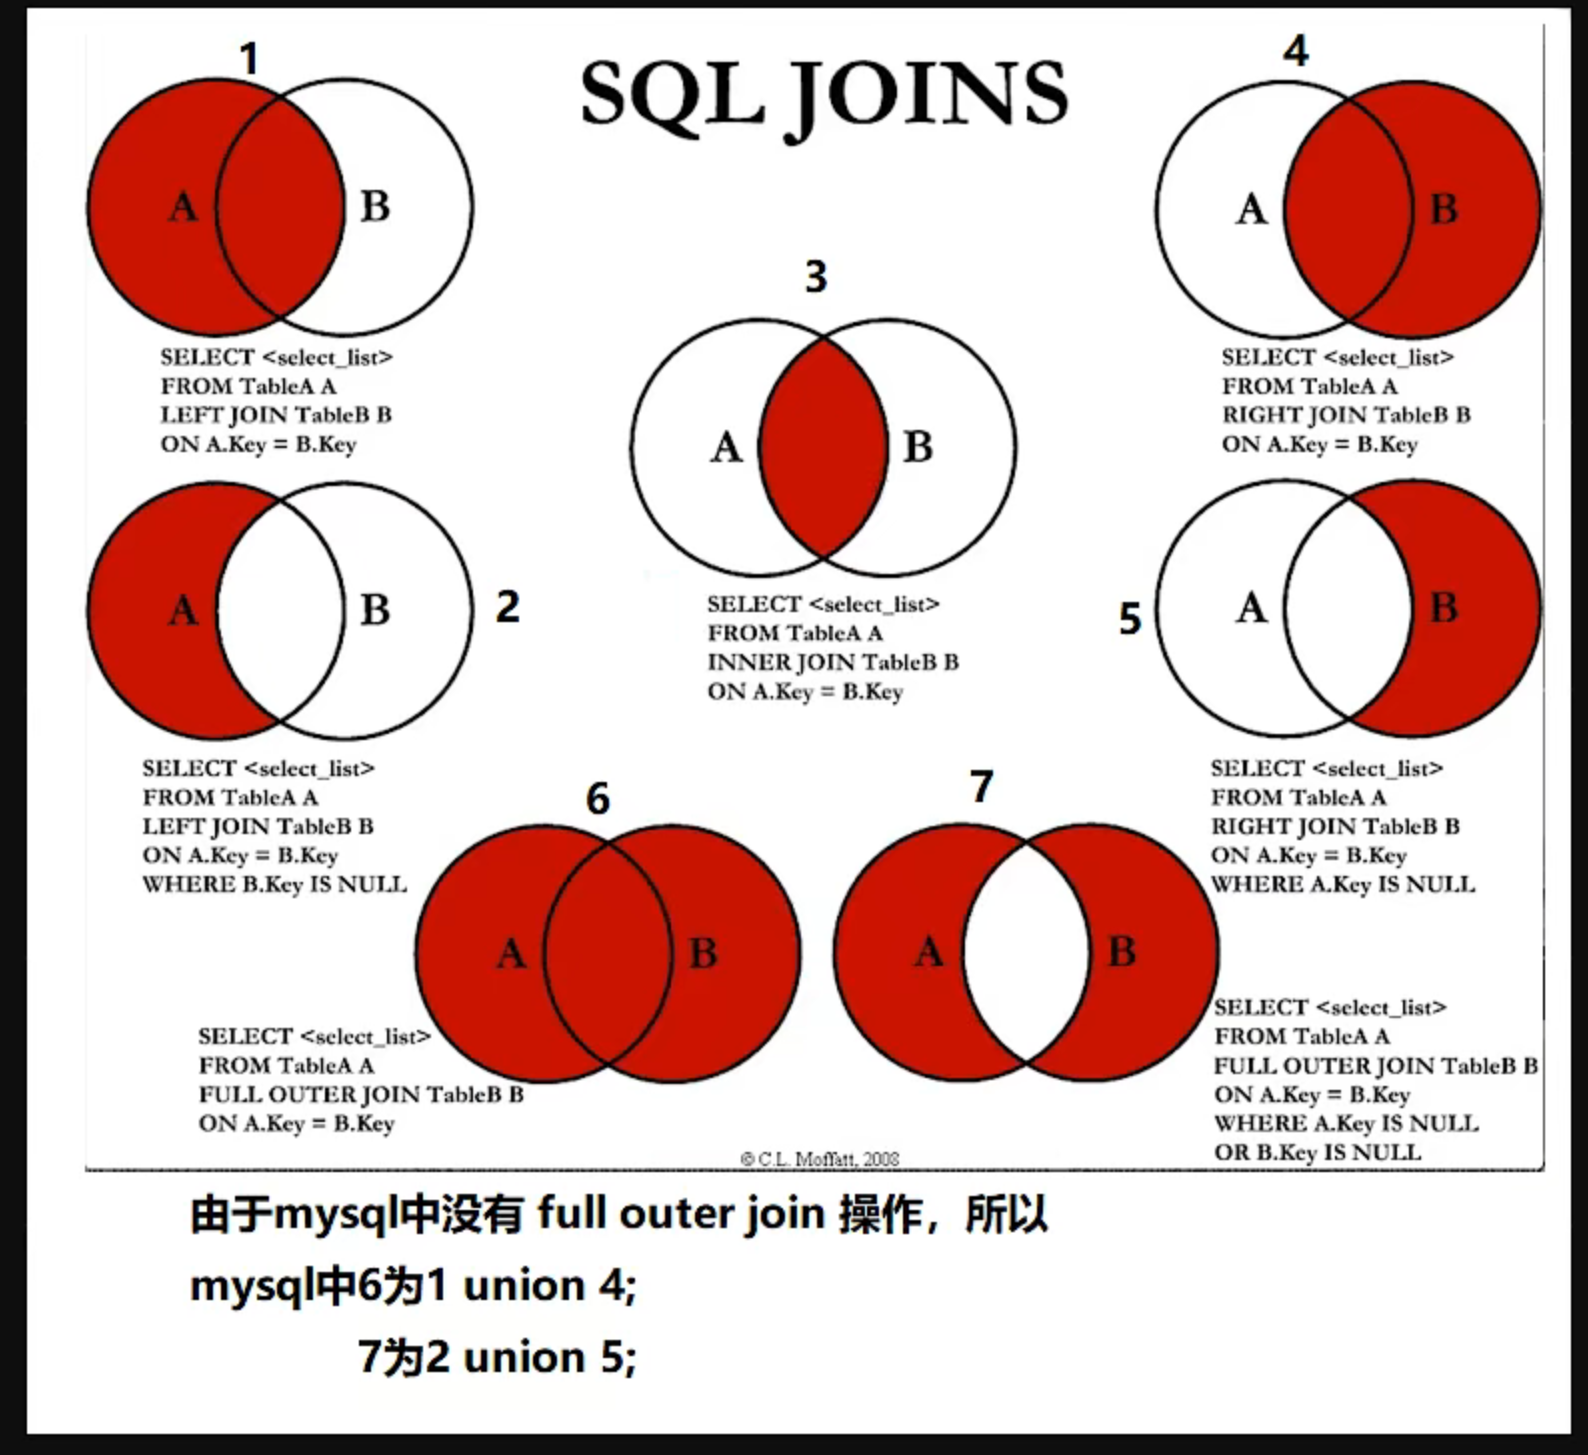 SQL JOINS
1
A
B
SELECT <select_list>
FROM TableA A
LEFT JOIN TableB B
ON A.Key = B.Key
4
A
B
SELECT <select_list>
FROM TableA A
RIGHT JOIN TableB B
ON A.Key = B.Key
3
A
B
SELECT <select_list>
FROM TableA A
INNER JOIN TableB B
ON A.Key = B.Key
2
A
B
SELECT <select_list>
FROM TableA A
LEFT JOIN TableB B
ON A.Key = B.Key
WHERE B.Key IS NULL
5
A
B
SELECT <select_list>
FROM TableA A
RIGHT JOIN TableB B
ON A.Key = B.Key
WHERE A.Key IS NULL
6
A
B
SELECT <select_list>
FROM TableA A
FULL OUTER JOIN TableB B
ON A.Key = B.Key
7
A
B
SELECT <select_list>
FROM TableA A
FULL OUTER JOIN TableB B
ON A.Key = B.Key
WHERE A.Key IS NULL
OR B.Key IS NULL
© C.L. Moffatt, 2008
由于mysql中没有 full outer join 操作，所以
mysql中6为1 union 4;
7为2 union 5;